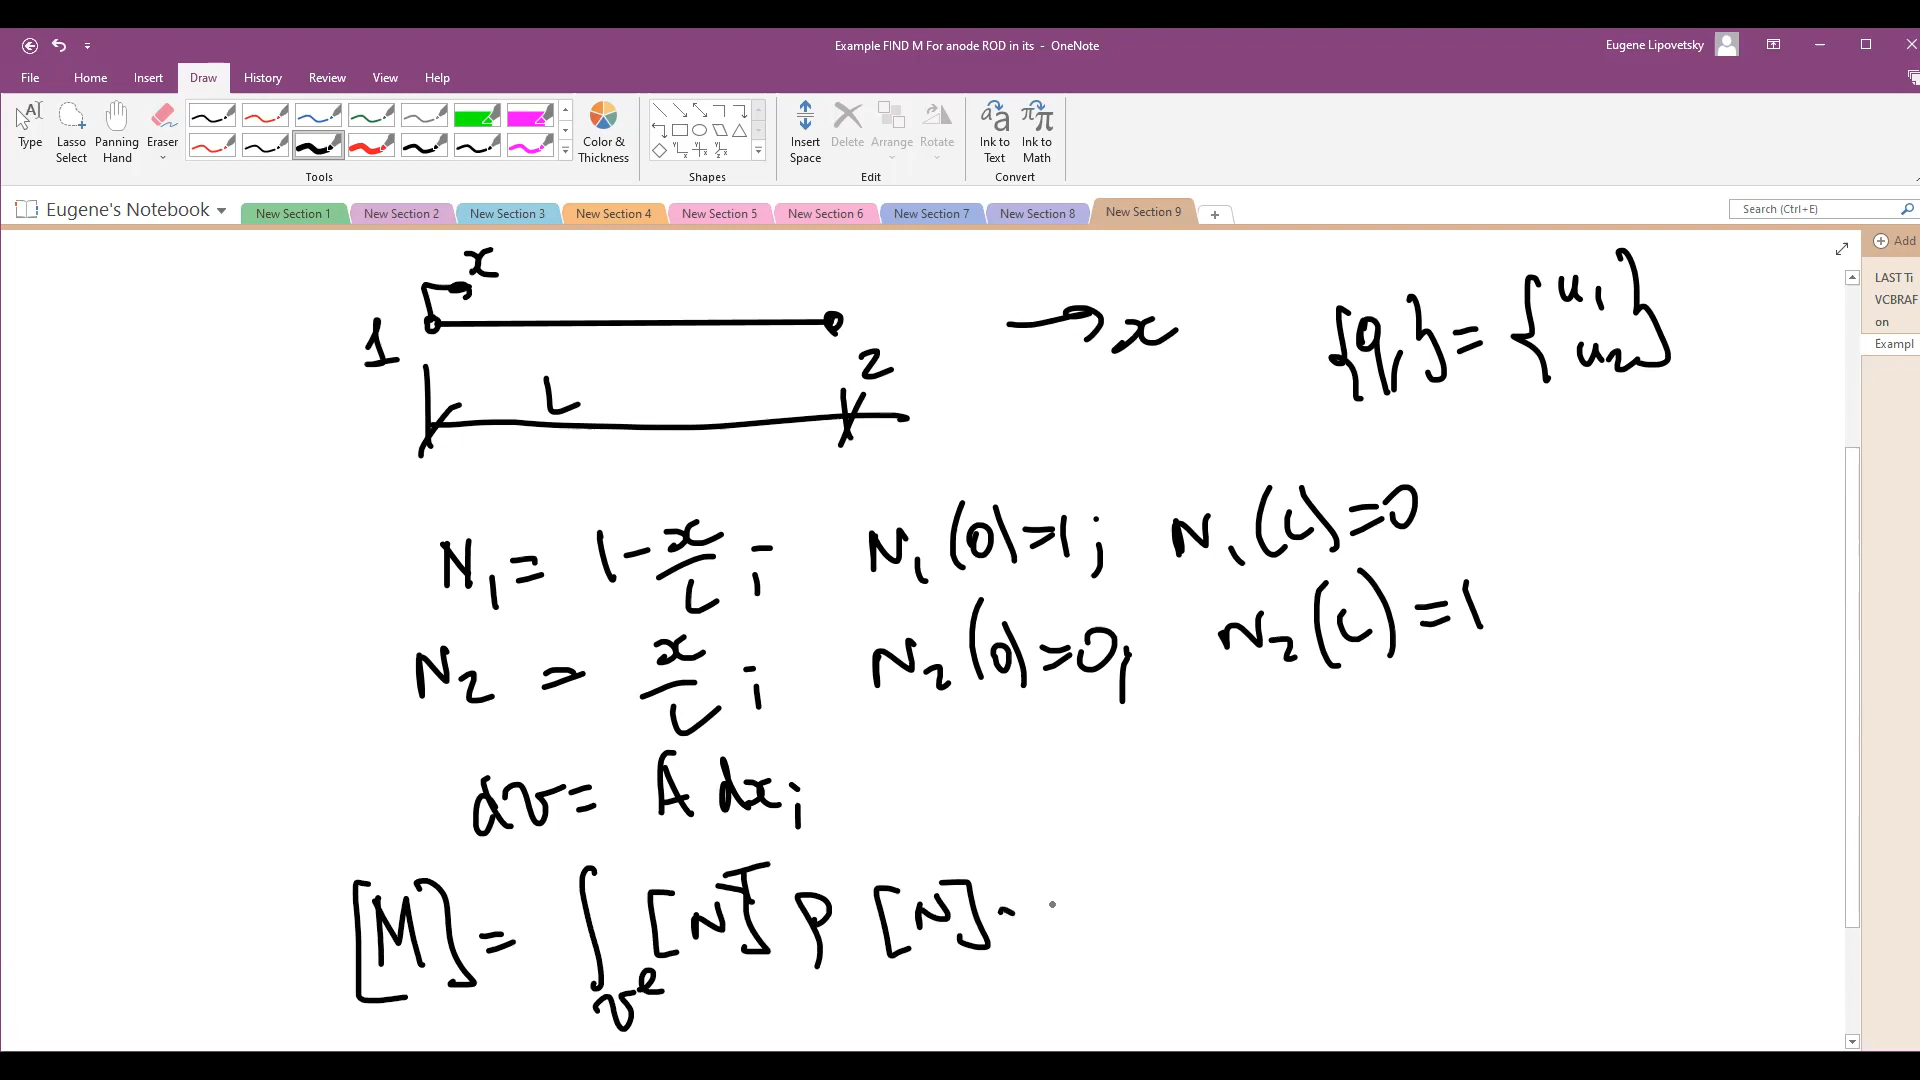 Example FIND M For anode ROD in its - OneNote
Eugene Lipovetsky
File Home Insert Draw History Review View Help
Type
Lasso Select
Panning Hand
Eraser
Color & Thickness
Insert Space
Delete
Arrange
Rotate
Ink to Text
Ink to Math
Tools Shapes Edit Convert
Eugene's Notebook New Section 1 New Section 2 New Section 3 New Section 4 New Section 5 New Section 6 New Section 7 New Section 8 New Section 9
Search (Ctrl+E)
Add
LAST Ti
VCBRAF
on
Exampl
x
1
2
L
x
{q} = {u1 u2}
N1 = 1 - x/L ; N1(0) = 1; N1(L) = 0
N2 = x/L ; N2(0) = 0; N2(L) = 1
dv = A dx;
[M] = ∫ve [N]T ρ [N] -